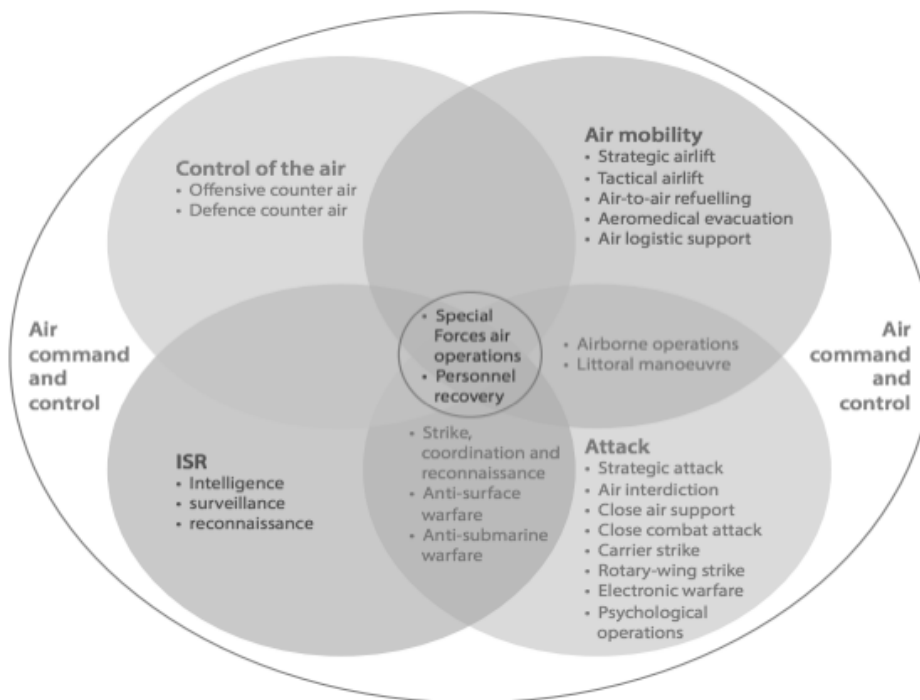 Control of the air
• Offensive counter air
• Defence counter air
Air mobility
• Strategic airlift
• Tactical airlift
• Air-to-air refuelling
• Aeromedical evacuation
• Air logistic support
Air
command
and
control
• Special
Forces air
operations
• Personnel
recovery
• Airborne operations
• Littoral manoeuvre
Air
command
and
control
ISR
• Intelligence
• surveillance
• reconnaissance
• Strike,
coordination and
reconnaissance
• Anti-surface
warfare
• Anti-submarine
warfare
Attack
• Strategic attack
• Air interdiction
• Close air support
• Close combat attack
• Carrier strike
• Rotary-wing strike
• Electronic warfare
• Psychological
operations